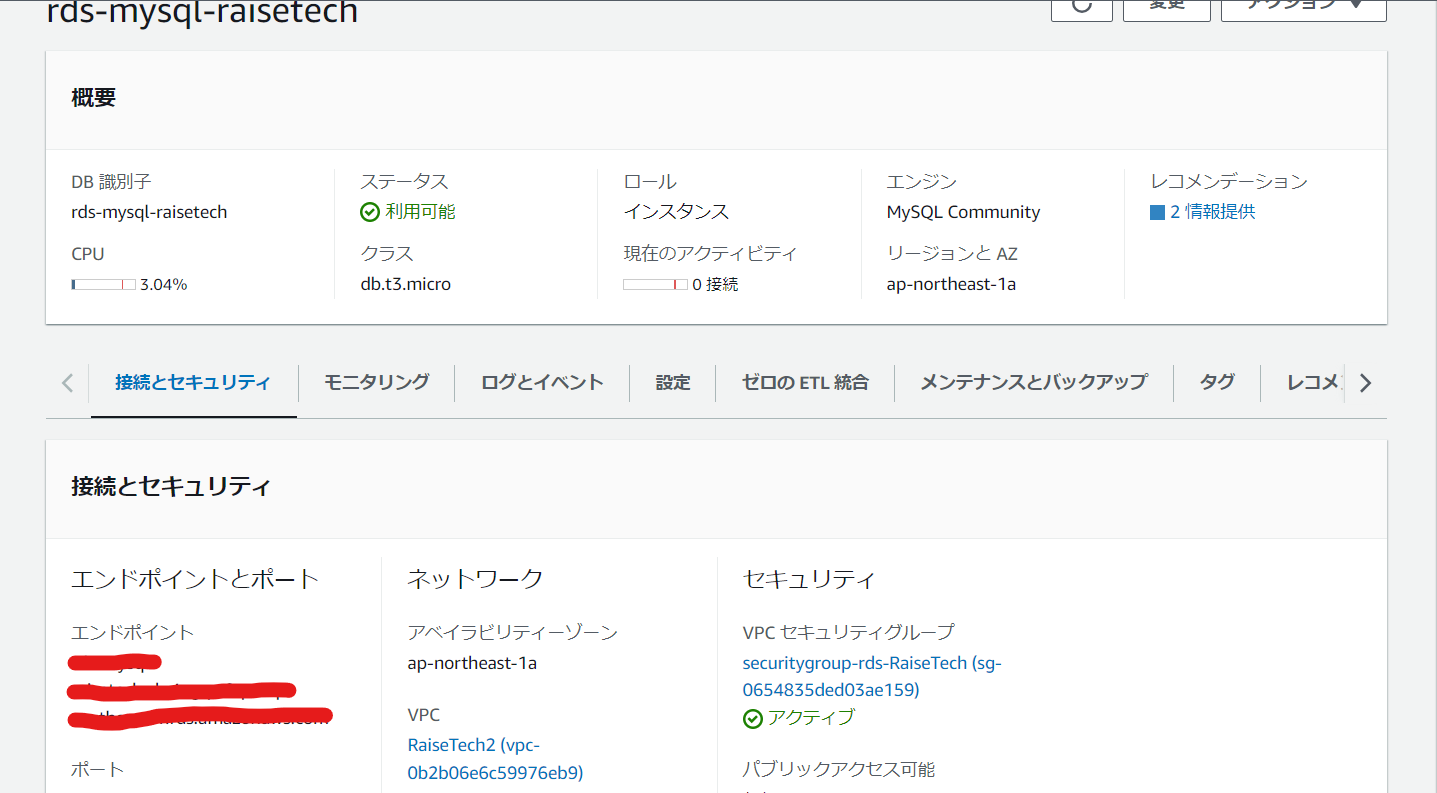 rds-mysql-raisetech
変更
アクション
概要
DB 識別子
rds-mysql-raisetech
CPU
3.04%
ステータス
利用可能
クラス
db.t3.micro
ロール
インスタンス
現在のアクティビティ
0 接続
エンジン
MySQL Community
リージョンと AZ
ap-northeast-1a
レコメンデーション
2 情報提供
接続とセキュリティ
モニタリング
ログとイベント
設定
ゼロの ETL 統合
メンテナンスとバックアップ
タグ
レコメ
接続とセキュリティ
エンドポイントとポート
エンドポイント
ポート
ネットワーク
アベイラビリティーゾーン
ap-northeast-1a
VPC
RaiseTech2 (vpc-
0b2b06e6c59976eb9)
セキュリティ
VPC セキュリティグループ
securitygroup-rds-RaiseTech (sg-
0654835ded03ae159)
アクティブ
パブリックアクセス可能